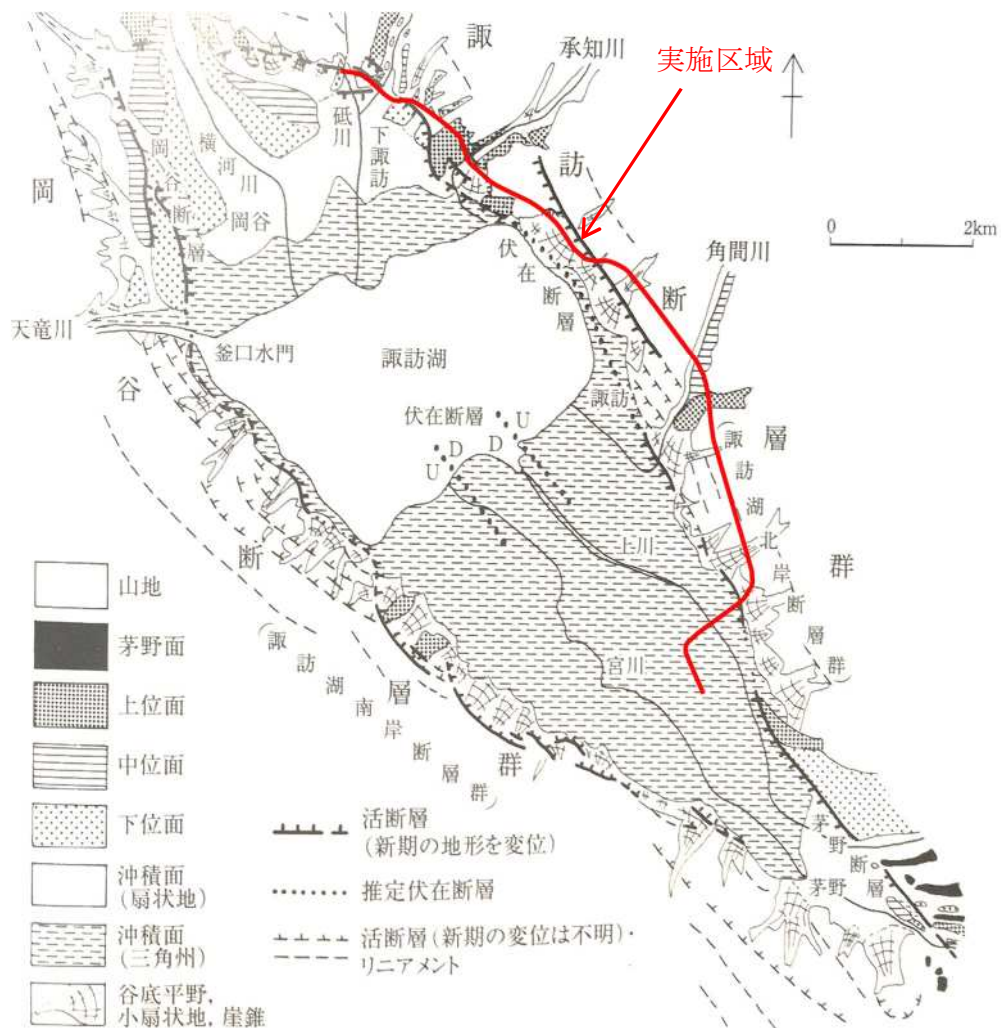 諏訪断層群
承知川
実施区域
砥川
下諏訪
横河川
岡谷
岡谷断層
岡谷断層群
伏在断層
角間川
0 2km
天竜川
釜口水門
諏訪湖
諏訪
伏在断層
U
D
D
U
(諏訪湖北岸断層群)
上川
宮川
(諏訪湖南岸断層群)
茅野断層
茅野
山地
茅野面
上位面
中位面
下位面
沖積面
(扇状地)
沖積面
(三角州)
谷底平野,
小扇状地, 崖錐
活断層
(新期の地形を変位)
推定伏在断層
活断層(新期の変位は不明)・
リニアメント